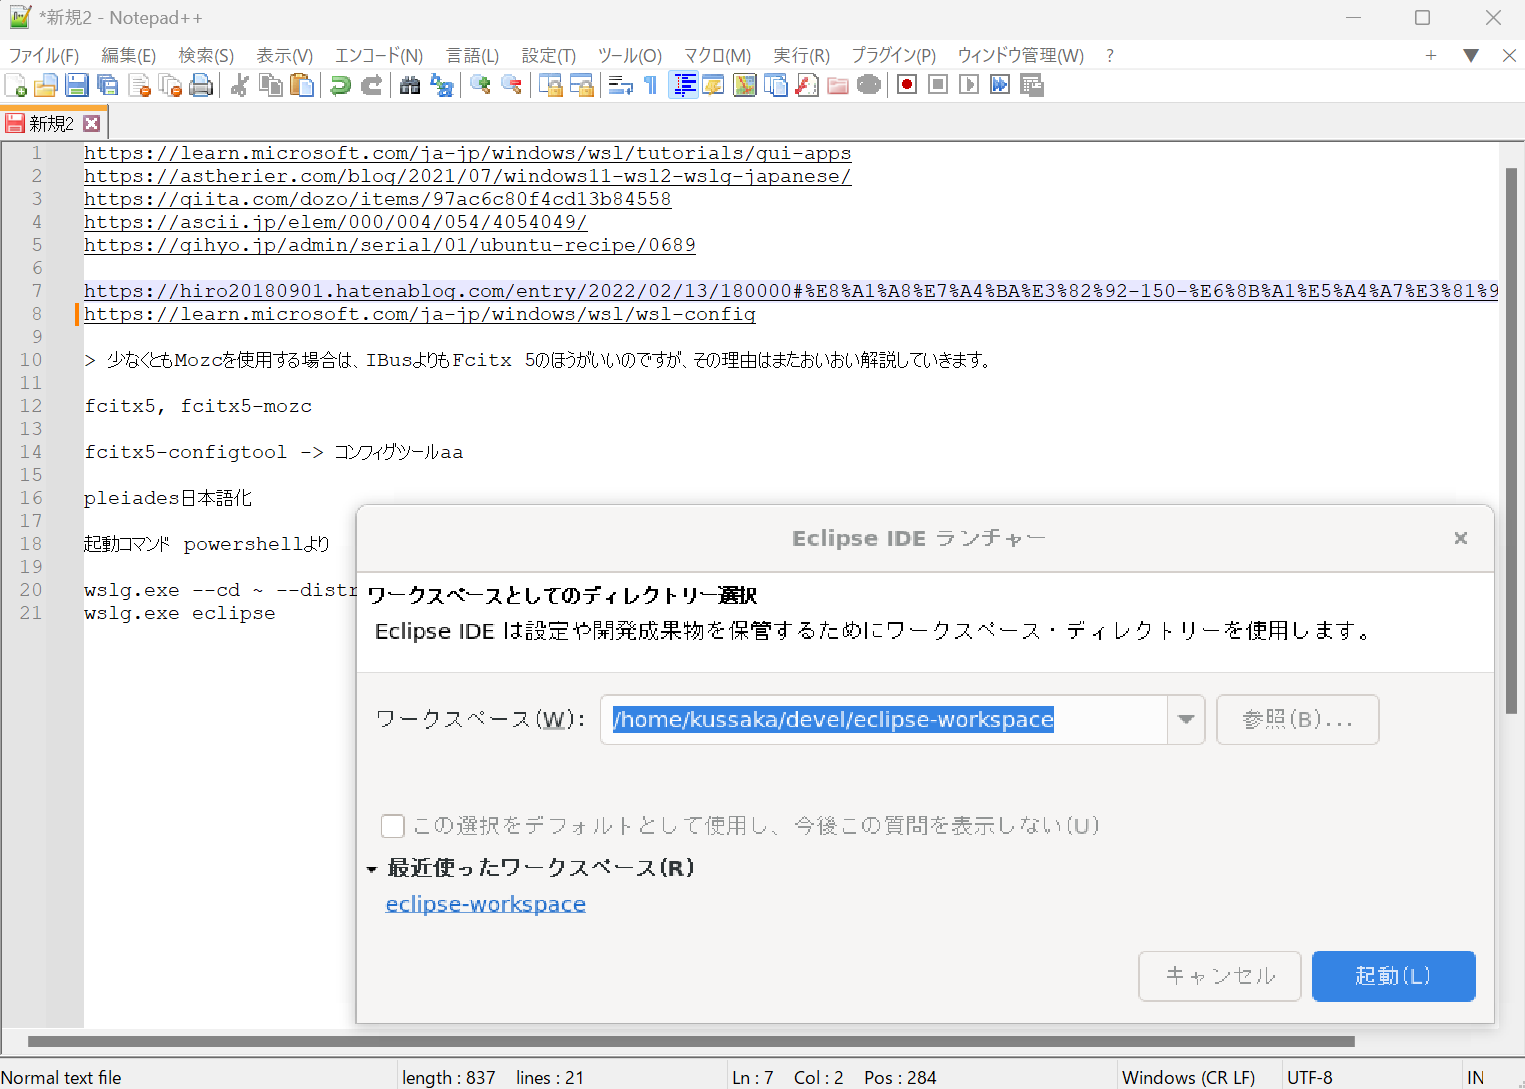 *新規2 - Notepad++
ファイル(F) 編集(E) 検索(S) 表示(V) エンコード(N) 言語(L) 設定(T) ツール(O) マクロ(M) 実行(R) プラグイン(P) ウィンドウ管理(W) ?
新規2
1 https://learn.microsoft.com/ja-jp/windows/wsl/tutorials/gui-apps
2 https://astherier.com/blog/2021/07/windows11-wsl2-wslg-japanese/
3 https://qiita.com/dozo/items/97ac6c80f4cd13b84558
4 https://ascii.jp/elem/000/004/054/4054049/
5 https://gihyo.jp/admin/serial/01/ubuntu-recipe/0689
6
7 https://hiro20180901.hatenablog.com/entry/2022/02/13/180000#%E8%A1%A8%E7%A4%BA%E3%82%92-150-%E6%8B%A1%E5%A4%A7%E3%81%9
8 https://learn.microsoft.com/ja-jp/windows/wsl/wsl-config
9
10 > 少なくともMozcを使用する場合は、IBusよりもFcitx 5のほうがいいのですが、その理由はまたおいおい解説していきます。
11
12 fcitx5, fcitx5-mozc
13
14 fcitx5-configtool -> コンフィグツールaa
15
16 pleiades日本語化
17
18 起動コマンド powershellより
19
20 wslg.exe --cd ~ --distr
21 wslg.exe eclipse
Eclipse IDE ランチャー
ワークスペースとしてのディレクトリー選択
Eclipse IDE は設定や開発成果物を保管するためにワークスペース・ディレクトリーを使用します。
ワークスペース(W): /home/kussaka/devel/eclipse-workspace 参照(B)...
この選択をデフォルトとして使用し、今後この質問を表示しない(U)
最近使ったワークスペース(R)
eclipse-workspace
キャンセル 起動(L)
Normal text file length : 837 lines : 21 Ln : 7 Col : 2 Pos : 284 Windows (CR LF) UTF-8 IN